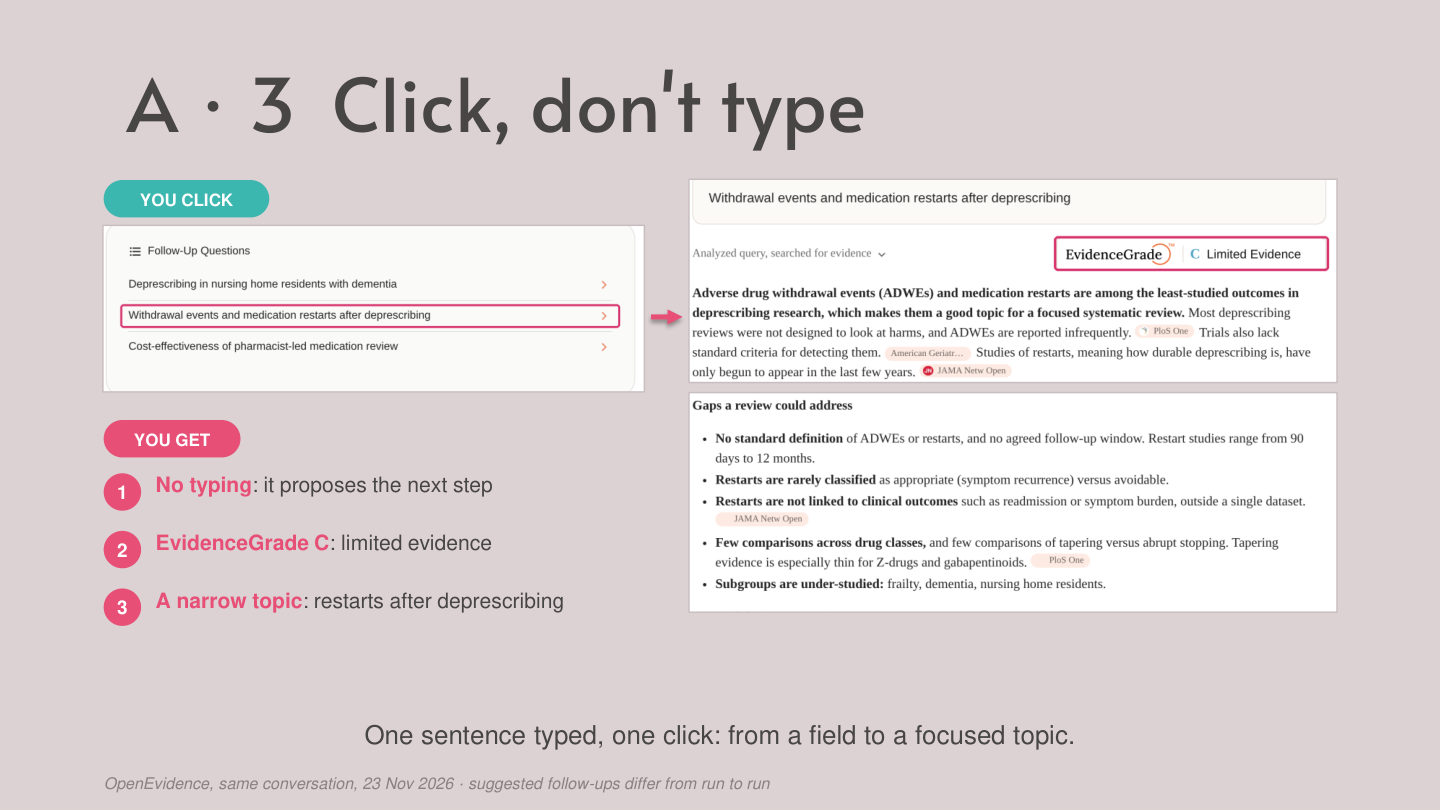 A · 3 Click, don't type
YOU CLICK
Follow-Up Questions
Deprescribing in nursing home residents with dementia
Withdrawal events and medication restarts after deprescribing
Cost-effectiveness of pharmacist-led medication review
YOU GET
1 No typing: it proposes the next step
2 EvidenceGrade C: limited evidence
3 A narrow topic: restarts after deprescribing
Withdrawal events and medication restarts after deprescribing
Analyzed query, searched for evidence
EvidenceGrade™ C Limited Evidence
Adverse drug withdrawal events (ADWEs) and medication restarts are among the least-studied outcomes in
deprescribing research, which makes them a good topic for a focused systematic review. Most deprescribing
reviews were not designed to look at harms, and ADWEs are reported infrequently. PloS One Trials also lack
standard criteria for detecting them. American Geriatr... Studies of restarts, meaning how durable deprescribing is, have
only begun to appear in the last few years. JN JAMA Netw Open
Gaps a review could address
• No standard definition of ADWEs or restarts, and no agreed follow-up window. Restart studies range from 90
days to 12 months.
• Restarts are rarely classified as appropriate (symptom recurrence) versus avoidable.
• Restarts are not linked to clinical outcomes such as readmission or symptom burden, outside a single dataset.
JAMA Netw Open
• Few comparisons across drug classes, and few comparisons of tapering versus abrupt stopping. Tapering
evidence is especially thin for Z-drugs and gabapentinoids. PloS One
• Subgroups are under-studied: frailty, dementia, nursing home residents.
One sentence typed, one click: from a field to a focused topic.
OpenEvidence, same conversation, 23 Nov 2026 · suggested follow-ups differ from run to run